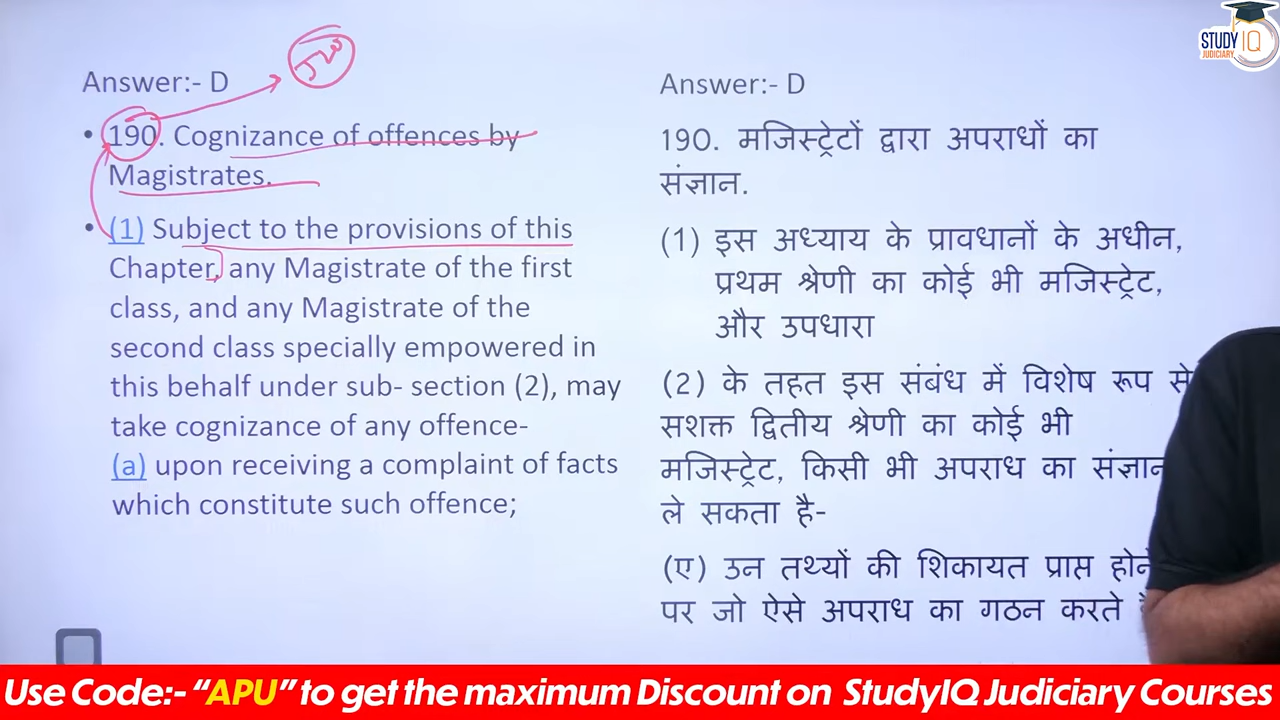 STUDY IQ
JUDICIARY
Answer:- D
• 190. Cognizance of offences by
Magistrates.
• (1) Subject to the provisions of this
Chapter, any Magistrate of the first
class, and any Magistrate of the
second class specially empowered in
this behalf under sub- section (2), may
take cognizance of any offence-
(a) upon receiving a complaint of facts
which constitute such offence;
Answer:- D
190. मजिस्ट्रेटों द्वारा अपराधों का
संज्ञान.
(1) इस अध्याय के प्रावधानों के अधीन,
प्रथम श्रेणी का कोई भी मजिस्ट्रेट,
और उपधारा
(2) के तहत इस संबंध में विशेष रूप से
सशक्त द्वितीय श्रेणी का कोई भी
मजिस्ट्रेट, किसी भी अपराध का संज्ञान
ले सकता है-
(ए) उन तथ्यों की शिकायत प्राप्त होने
पर जो ऐसे अपराध का गठन करते
Use Code:- “APU” to get the maximum Discount on StudyIQ Judiciary Courses